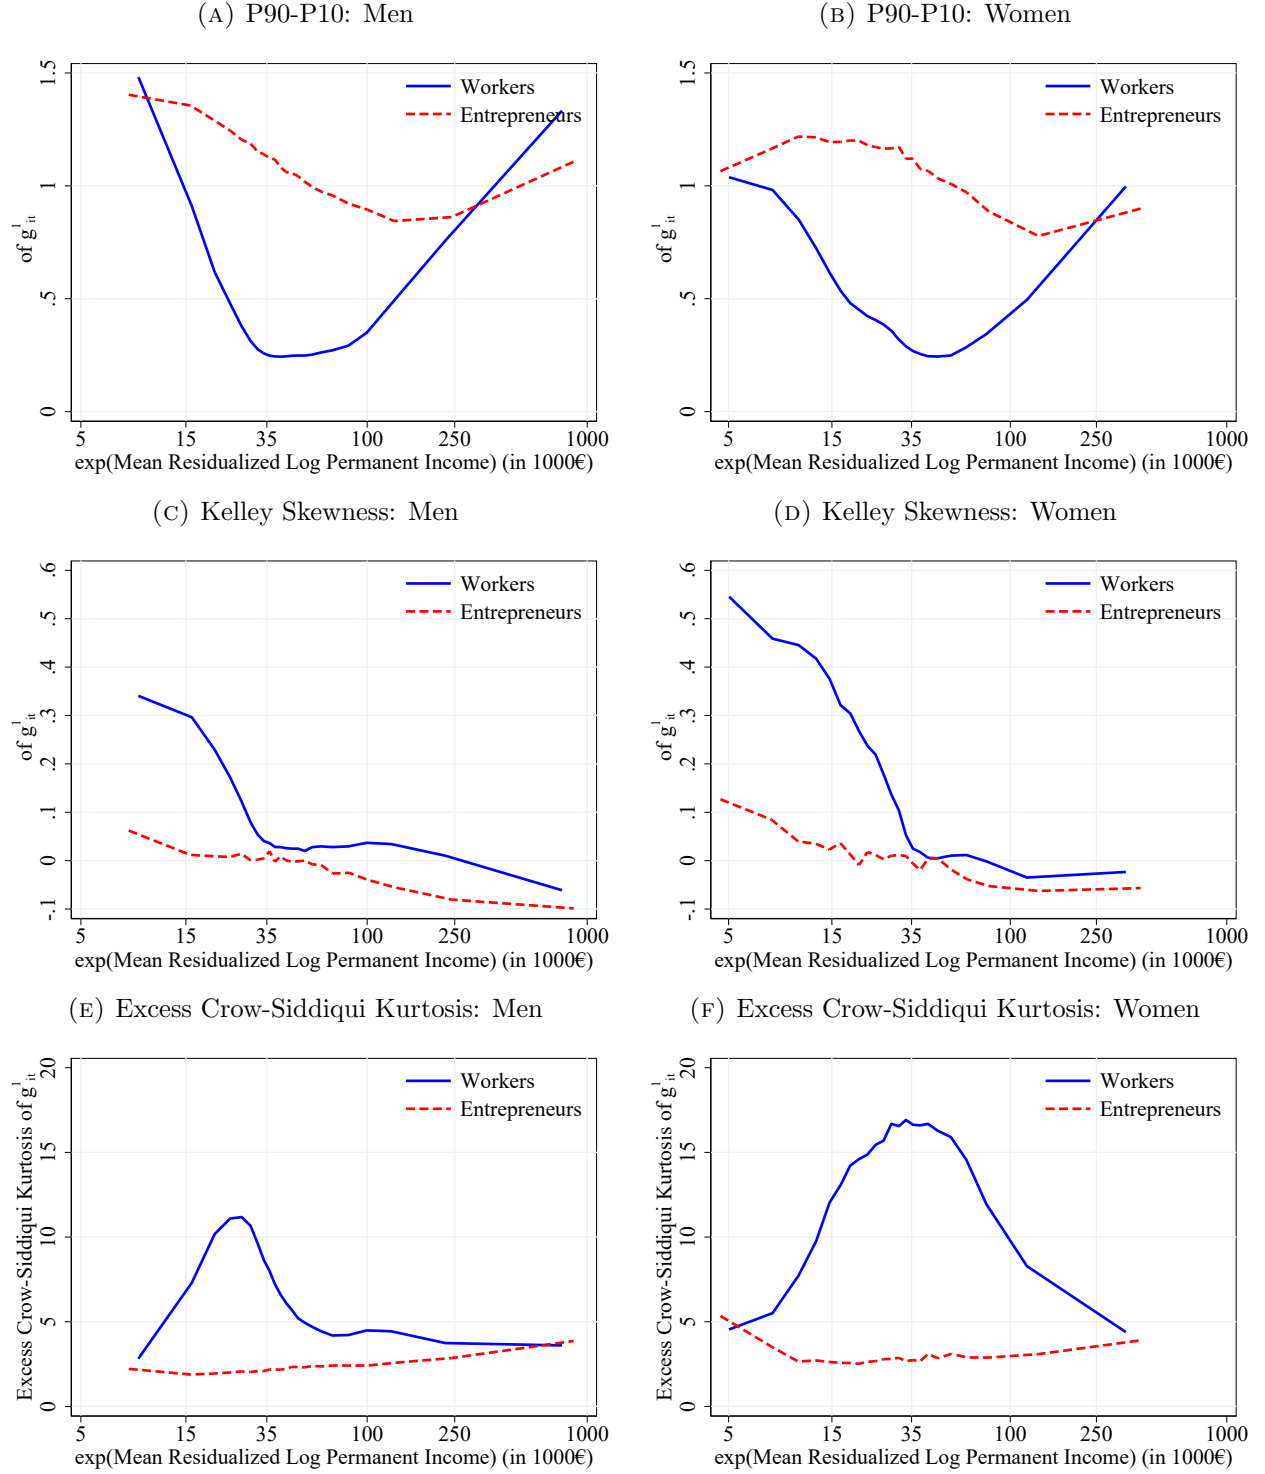 (A) P90-P10: Men
1.5
1
.5
0
of g¹ᵢₜ
Workers
Entrepreneurs
5 15 35 100 250 1000
exp(Mean Residualized Log Permanent Income) (in 1000€)
(B) P90-P10: Women
1.5
1
.5
0
of g¹ᵢₜ
Workers
Entrepreneurs
5 15 35 100 250 1000
exp(Mean Residualized Log Permanent Income) (in 1000€)
(C) Kelley Skewness: Men
.6
.5
.4
.3
.2
.1
0
-.1
of g¹ᵢₜ
Workers
Entrepreneurs
5 15 35 100 250 1000
exp(Mean Residualized Log Permanent Income) (in 1000€)
(D) Kelley Skewness: Women
.6
.5
.4
.3
.2
.1
0
-.1
of g¹ᵢₜ
Workers
Entrepreneurs
5 15 35 100 250 1000
exp(Mean Residualized Log Permanent Income) (in 1000€)
(E) Excess Crow-Siddiqui Kurtosis: Men
20
15
10
5
0
Excess Crow-Siddiqui Kurtosis of g¹ᵢₜ
Workers
Entrepreneurs
5 15 35 100 250 1000
exp(Mean Residualized Log Permanent Income) (in 1000€)
(F) Excess Crow-Siddiqui Kurtosis: Women
20
15
10
5
0
Excess Crow-Siddiqui Kurtosis of g¹ᵢₜ
Workers
Entrepreneurs
5 15 35 100 250 1000
exp(Mean Residualized Log Permanent Income) (in 1000€)